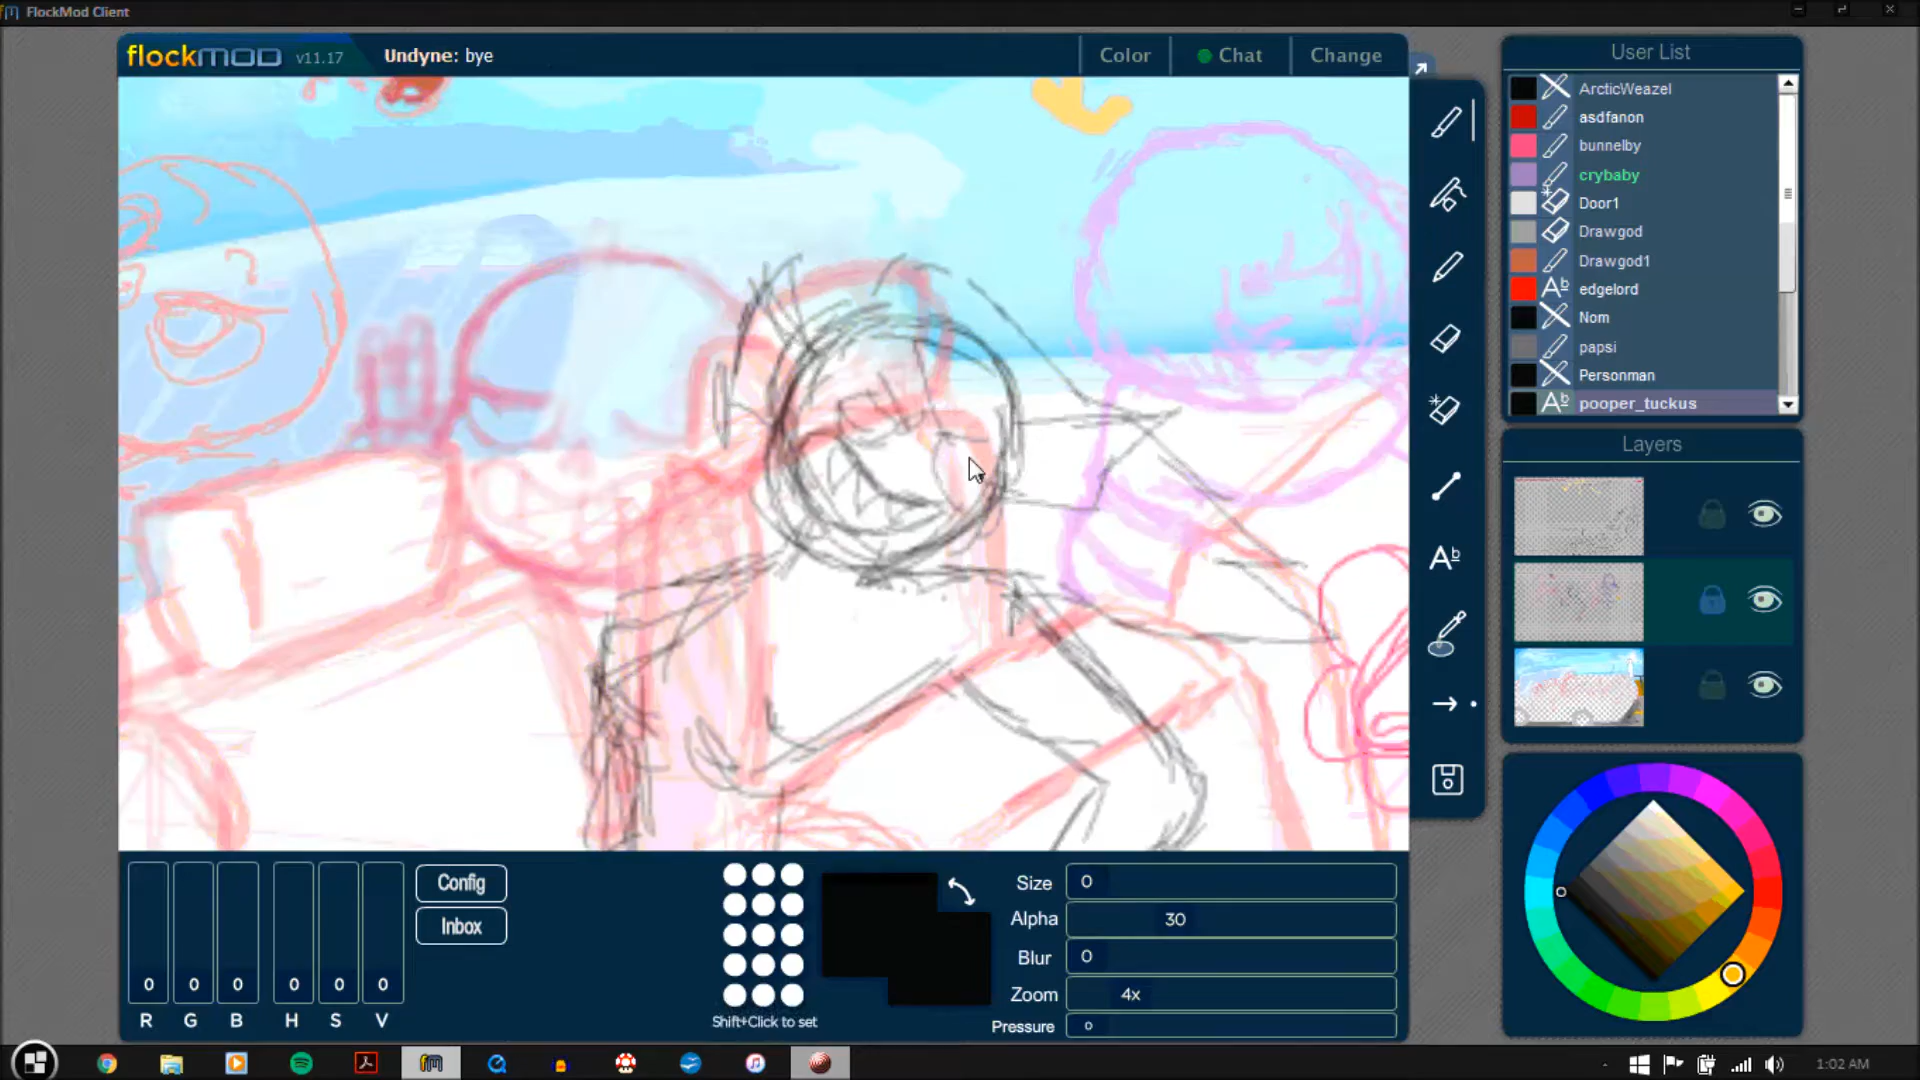 FlockMod Client
flockMOD v11.17
Undyne: bye
Color
Chat
Change
User List
ArcticWeazel
asdfanon
bunnelby
crybaby
Door1
Drawgod
Drawgod1
edgelord
Nom
papsi
Personman
pooper_tuckus
Layers
Config
Inbox
0 0 0 0 0 0
R G B H S V
Shift+Click to set
Size 0
Alpha 30
Blur 0
Zoom 4x
Pressure 0
1:02 AM